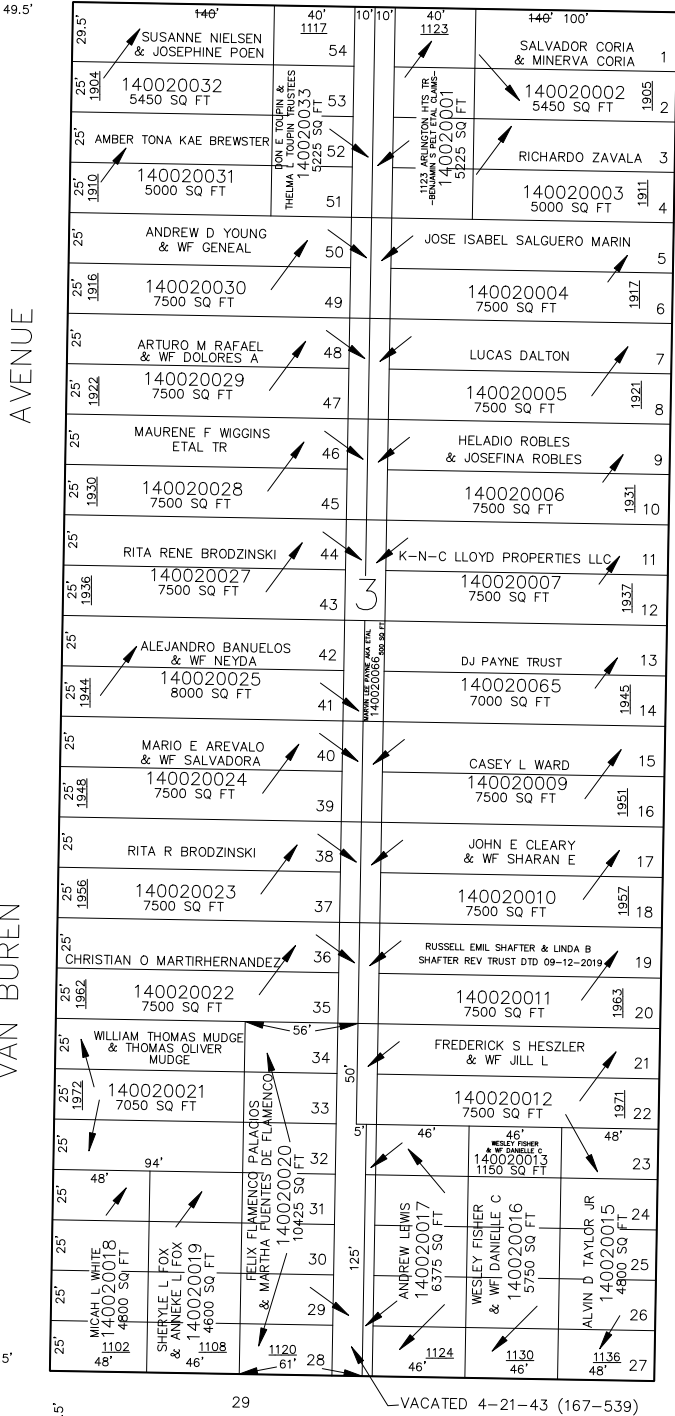 49.5'
140'
40'
10'
10'
40'
140' 100'
29.5'
1117
1123
SUSANNE NIELSEN
& JOSEPHINE POEN
54
SALVADOR CORIA
& MINERVA CORIA
1
25'
1904
140020032
5450 SQ FT
53
DON E TOUPIN &
THELMA L TOUPIN TRUSTEES
140020033
5225 SQ FT
1123 ARLINGTON HTS TR
-BENJAMIN S PELT ETAL CLAIMS-
140020001
5225 SQ FT
140020002
5450 SQ FT
1905
2
25'
AMBER TONA KAE BREWSTER
52
RICHARDO ZAVALA
3
25'
1910
140020031
5000 SQ FT
51
140020003
5000 SQ FT
1911
4
25'
ANDREW D YOUNG
& WF GENEAL
50
JOSE ISABEL SALGUERO MARIN
5
25'
1916
140020030
7500 SQ FT
49
140020004
7500 SQ FT
1917
6
AVENUE
25'
ARTURO M RAFAEL
& WF DOLORES A
48
LUCAS DALTON
7
25'
1922
140020029
7500 SQ FT
47
140020005
7500 SQ FT
1921
8
25'
MAURENE F WIGGINS
ETAL TR
46
HELADIO ROBLES
& JOSEFINA ROBLES
9
25'
1930
140020028
7500 SQ FT
45
140020006
7500 SQ FT
1931
10
25'
RITA RENE BRODZINSKI
44
K-N-C LLOYD PROPERTIES LLC
11
25'
1936
140020027
7500 SQ FT
43
3
140020007
7500 SQ FT
1937
12
25'
ALEJANDRO BANUELOS
& WF NEYDA
42
MARVIN LEE PAYNE AKA ETAL
140020066
500 SQ FT
DJ PAYNE TRUST
13
25'
1944
140020025
8000 SQ FT
41
140020065
7000 SQ FT
1945
14
25'
MARIO E AREVALO
& WF SALVADORA
40
CASEY L WARD
15
25'
1948
140020024
7500 SQ FT
39
140020009
7500 SQ FT
1951
16
25'
RITA R BRODZINSKI
38
JOHN E CLEARY
& WF SHARAN E
17
25'
1956
140020023
7500 SQ FT
37
140020010
7500 SQ FT
1957
18
VAN BUREN
25'
CHRISTIAN O MARTIRHERNANDEZ
36
RUSSELL EMIL SHAFTER & LINDA B
SHAFTER REV TRUST DTD 09-12-2019
19
25'
1962
140020022
7500 SQ FT
35
140020011
7500 SQ FT
1963
20
56'
25'
WILLIAM THOMAS MUDGE
& THOMAS OLIVER
MUDGE
34
50'
FREDERICK S HESZLER
& WF JILL L
21
25'
1972
140020021
7050 SQ FT
33
140020012
7500 SQ FT
1971
22
FELIX FLAMENCO PALACIOS
& MARTHA FUENTES DE FLAMENCO
140020020
10425 SQ FT
25'
94'
32
5'
46'
46'
48'
WESLEY FISHER
& WF DANIELLE C
140020013
1150 SQ FT
23
25'
48'
31
24
MICAH L WHITE
140020018
4800 SQ FT
SHERYLE L FOX
& ANNEKE L FOX
140020019
4600 SQ FT
ANDREW LEWIS
140020017
6375 SQ FT
WESLEY FISHER
& WF DANIELLE C
140020016
5750 SQ FT
ALVIN D TAYLOR JR
140020015
4800 SQ FT
25'
30
125'
25
25'
29
26
5'
25'
1102
48'
1108
46'
1120
61'
28
1124
46'
1130
46'
1136
48'
27
29
VACATED 4-21-43 (167-539)